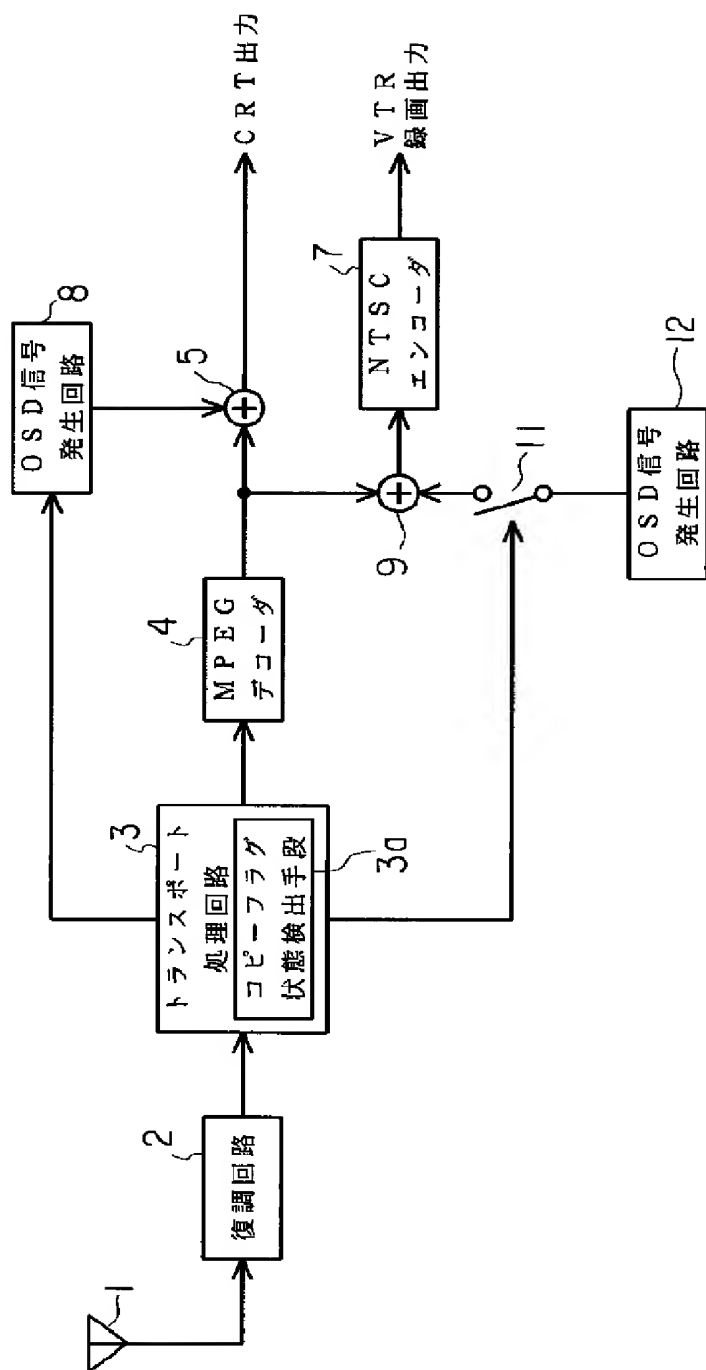 1
2
復調回路
3
トランスポート
処理回路
コピーフラグ
状態検出手段
3a
4
MPEG
デコーダ
8
OSD信号
発生回路
5
CRT出力
9
7
NTSC
エンコーダ
VTR
録画出力
11
OSD信号
発生回路
12